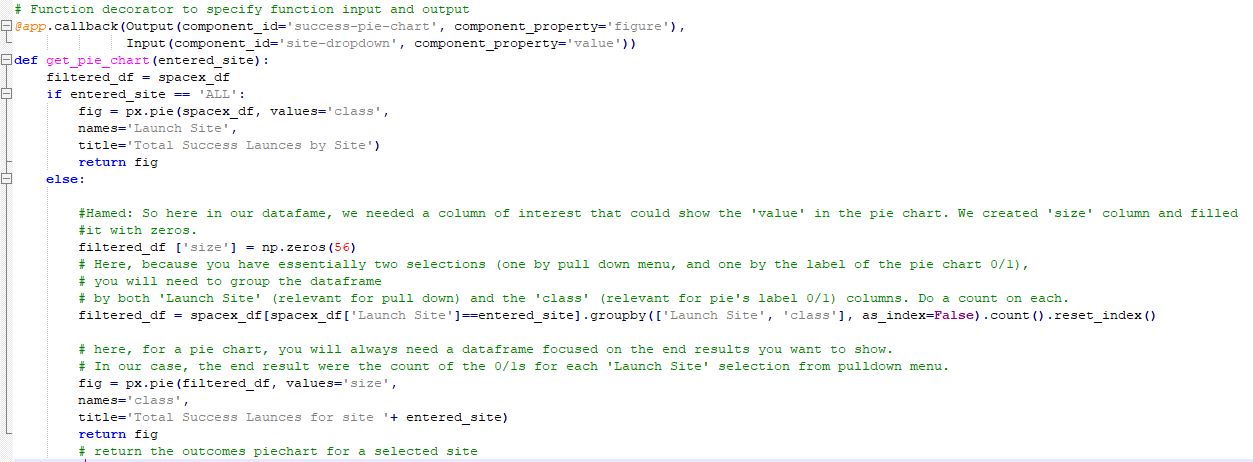 # Function decorator to specify function input and output
@app.callback(Output(component_id='success-pie-chart', component_property='figure'),
              Input(component_id='site-dropdown', component_property='value'))
def get_pie_chart(entered_site):
    filtered_df = spacex_df
    if entered_site == 'ALL':
        fig = px.pie(spacex_df, values='class',
        names='Launch Site',
        title='Total Success Launces by Site')
        return fig
    else:
        #Hamed: So here in our datafame, we needed a column of interest that could show the 'value' in the pie chart. We created 'size' column and filled
        #it with zeros.
        filtered_df ['size'] = np.zeros(56)
        # Here, because you have essentially two selections (one by pull down menu, and one by the label of the pie chart 0/1),
        # you will need to group the dataframe
        # by both 'Launch Site' (relevant for pull down) and the 'class' (relevant for pie's label 0/1) columns. Do a count on each.
        filtered_df = spacex_df[spacex_df['Launch Site']==entered_site].groupby(['Launch Site', 'class'], as_index=False).count().reset_index()
        # here, for a pie chart, you will always need a dataframe focused on the end results you want to show.
        # In our case, the end result were the count of the 0/1s for each 'Launch Site' selection from pulldown menu.
        fig = px.pie(filtered_df, values='size',
        names='class',
        title='Total Success Launces for site '+ entered_site)
        return fig
        # return the outcomes piechart for a selected site